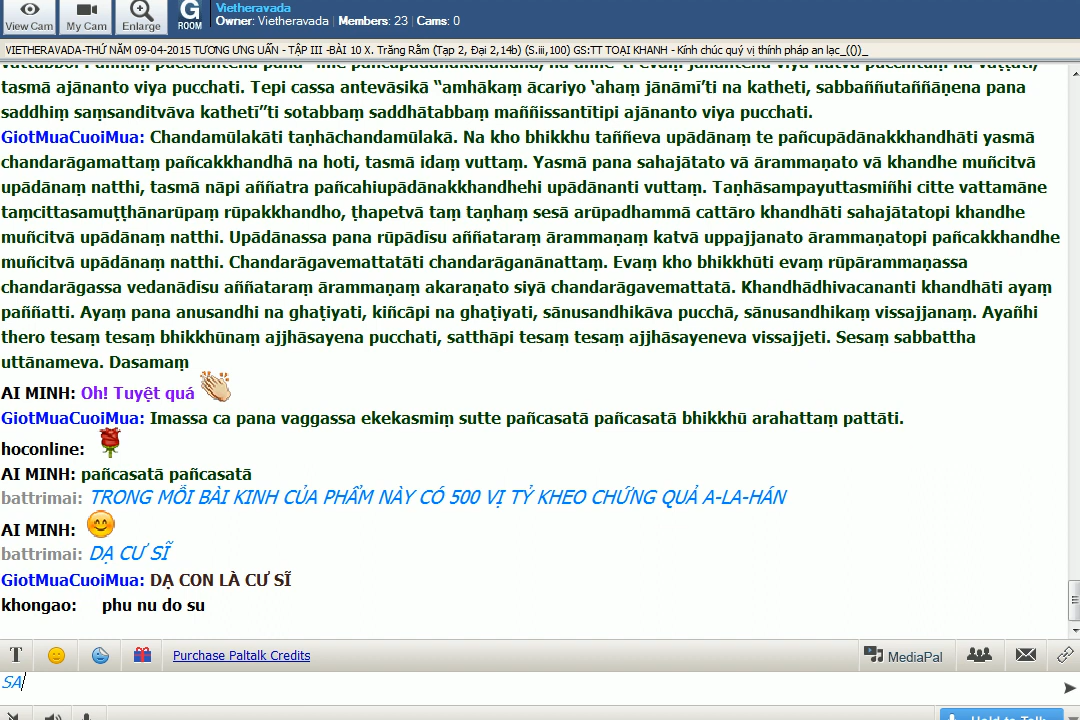 Vietheravada
Owner: Vietheravada | Members: 23 | Cams: 0
View Cam
My Cam
Enlarge
G
ROOM
VIETHERAVADA-THỨ NĂM 09-04-2015 TƯƠNG ƯNG UẨN - TẬP III -BÀI 10 X. Trăng Rằm (Tạp 2, Đại 2,14b) (S.iii,100) GS:TT TOẠI KHANH - Kính chúc quý vị thính pháp an lạc_(())_
tasmā ajānanto viya pucchati. Tepi cassa antevāsikā “amhākaṃ ācariyo ‘ahaṃ jānāmī’ti na katheti, sabbaññutaññāṇena pana
saddhiṃ saṃsanditvāva kathetī”ti sotabbaṃ saddhātabbaṃ maññissantītipi ajānanto viya pucchati.
GiotMuaCuoiMua: Chandamūlakāti taṇhāchandamūlakā. Na kho bhikkhu taññeva upādānaṃ te pañcupādānakkhandhāti yasmā
chandarāgamattaṃ pañcakkhandhā na hoti, tasmā idaṃ vuttaṃ. Yasmā pana sahajātato vā ārammaṇato vā khandhe muñcitvā
upādānaṃ natthi, tasmā nāpi aññatra pañcahiupādānakkhandhehi upādānanti vuttaṃ. Taṇhāsampayuttasmiñhi citte vattamāne
taṃcittasamuṭṭhānarūpaṃ rūpakkhandho, ṭhapetvā taṃ taṇhaṃ sesā arūpadhammā cattāro khandhāti sahajātatopi khandhe
muñcitvā upādānaṃ natthi. Upādānassa pana rūpādīsu aññataraṃ ārammaṇaṃ katvā uppajjanato ārammaṇatopi pañcakkhandhe
muñcitvā upādānaṃ natthi. Chandarāgavemattatāti chandarāganānattaṃ. Evaṃ kho bhikkhūti evaṃ rūpārammaṇassa
chandarāgassa vedanādīsu aññataraṃ ārammaṇaṃ akaraṇato siyā chandarāgavemattatā. Khandhādhivacananti khandhāti ayaṃ
paññatti. Ayaṃ pana anusandhi na ghaṭiyati, kiñcāpi na ghaṭiyati, sānusandhikāva pucchā, sānusandhikaṃ vissajjanaṃ. Ayañhi
thero tesaṃ tesaṃ bhikkhūnaṃ ajjhāsayena pucchati, satthāpi tesaṃ tesaṃ ajjhāsayeneva vissajjeti. Sesaṃ sabbattha
uttānameva. Dasamaṃ
AI MINH: Oh! Tuyệt quá
GiotMuaCuoiMua: Imassa ca pana vaggassa ekekasmiṃ sutte pañcasatā pañcasatā bhikkhū arahattaṃ pattāti.
hoconline:
AI MINH: pañcasatā pañcasatā
battrimai: TRONG MỖI BÀI KINH CỦA PHẨM NÀY CÓ 500 VỊ TỶ KHEO CHỨNG QUẢ A-LA-HÁN
AI MINH:
battrimai: DẠ CƯ SĨ
GiotMuaCuoiMua: DẠ CON LÀ CƯ SĨ
khongao: phu nu do su
T
Purchase Paltalk Credits
MediaPal
SA